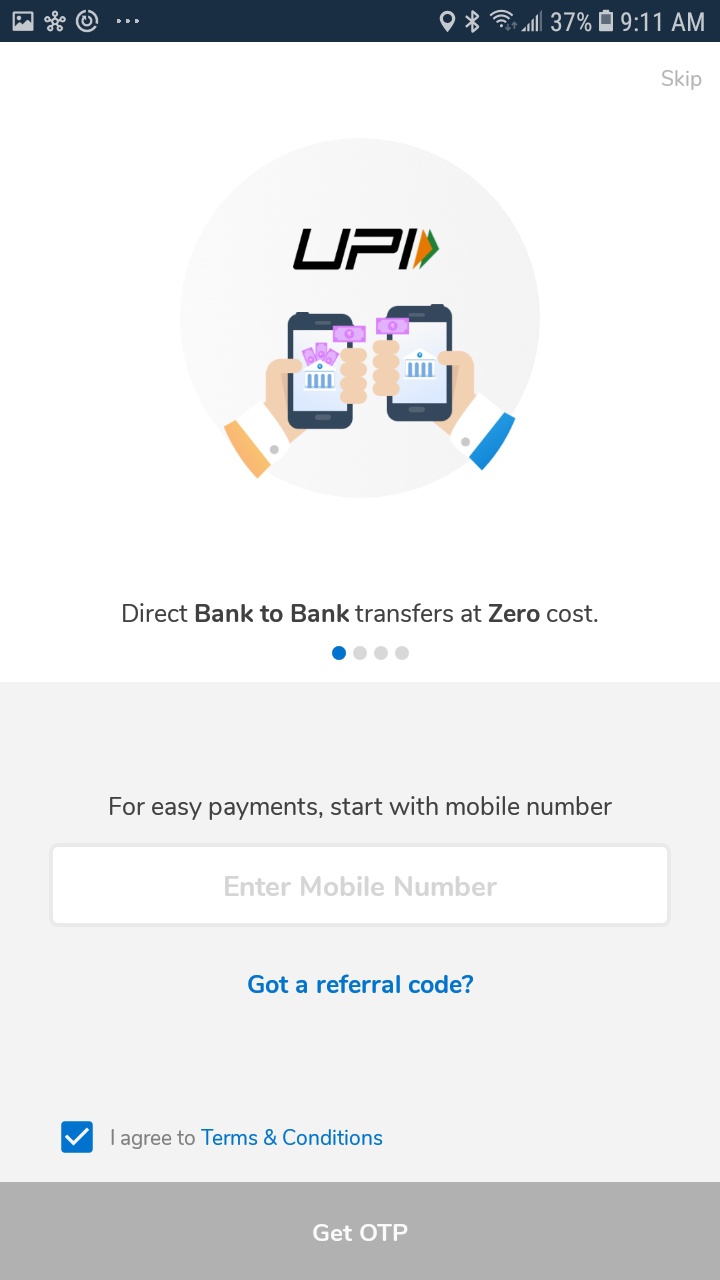 37% 9:11 AM
Skip
UPI
Direct Bank to Bank transfers at Zero cost.
For easy payments, start with mobile number
Enter Mobile Number
Got a referral code?
I agree to Terms & Conditions
Get OTP